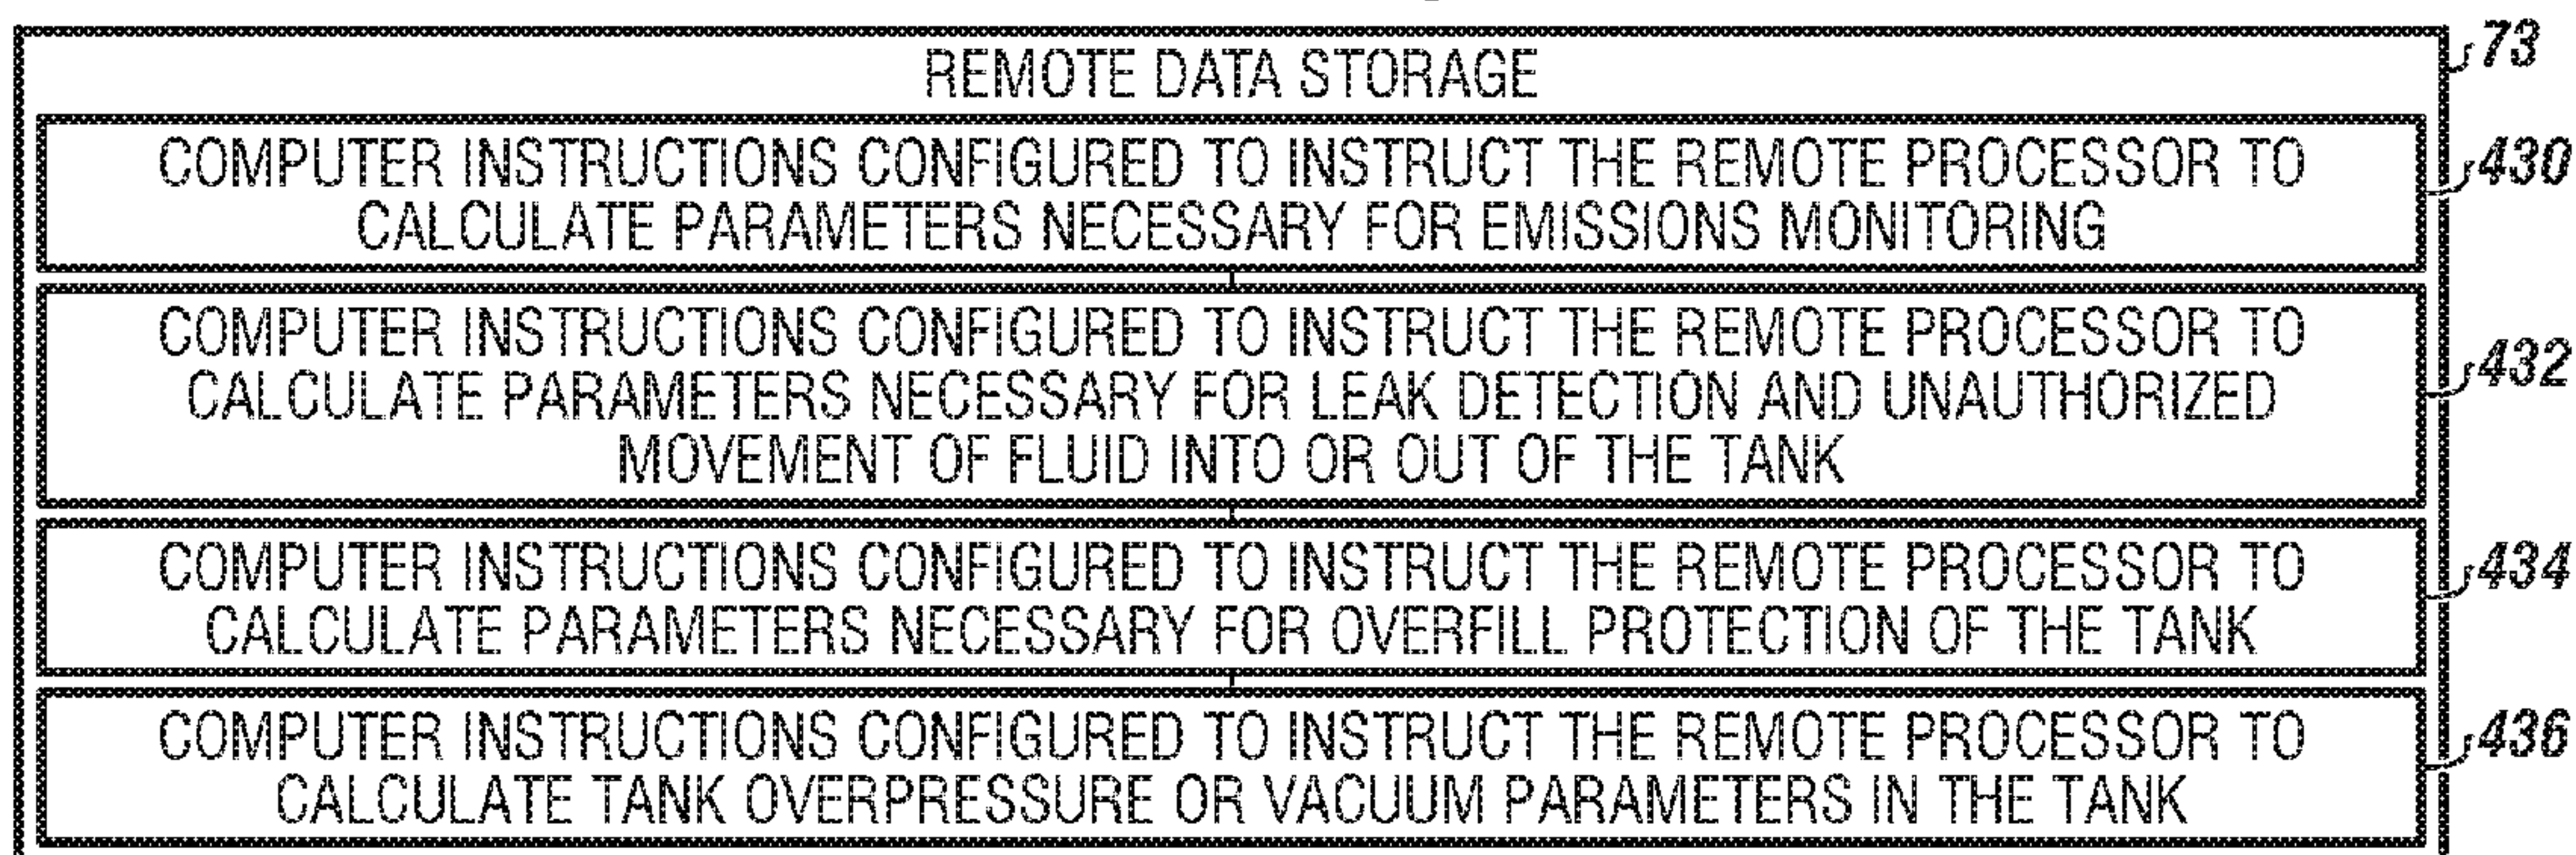 REMOTE DATA STORAGE
73
COMPUTER INSTRUCTIONS CONFIGURED TO INSTRUCT THE REMOTE PROCESSOR TO
CALCULATE PARAMETERS NECESSARY FOR EMISSIONS MONITORING
430
COMPUTER INSTRUCTIONS CONFIGURED TO INSTRUCT THE REMOTE PROCESSOR TO
CALCULATE PARAMETERS NECESSARY FOR LEAK DETECTION AND UNAUTHORIZED
MOVEMENT OF FLUID INTO OR OUT OF THE TANK
432
COMPUTER INSTRUCTIONS CONFIGURED TO INSTRUCT THE REMOTE PROCESSOR TO
CALCULATE PARAMETERS NECESSARY FOR OVERFILL PROTECTION OF THE TANK
434
COMPUTER INSTRUCTIONS CONFIGURED TO INSTRUCT THE REMOTE PROCESSOR TO
CALCULATE TANK OVERPRESSURE OR VACUUM PARAMETERS IN THE TANK
436